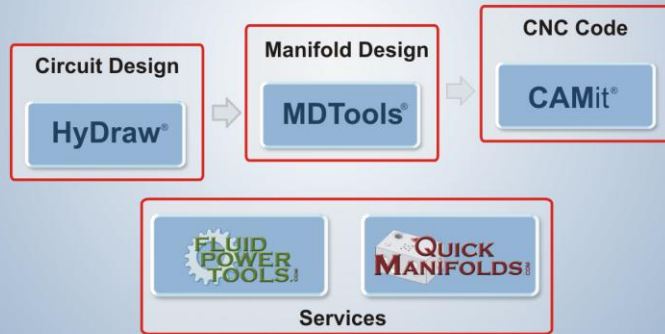 Circuit Design
HyDraw®
Manifold Design
MDTools®
CNC Code
CAMit®
FLUID
POWER
TOOLS.COM
QUICK
MANIFOLDS.COM
Services